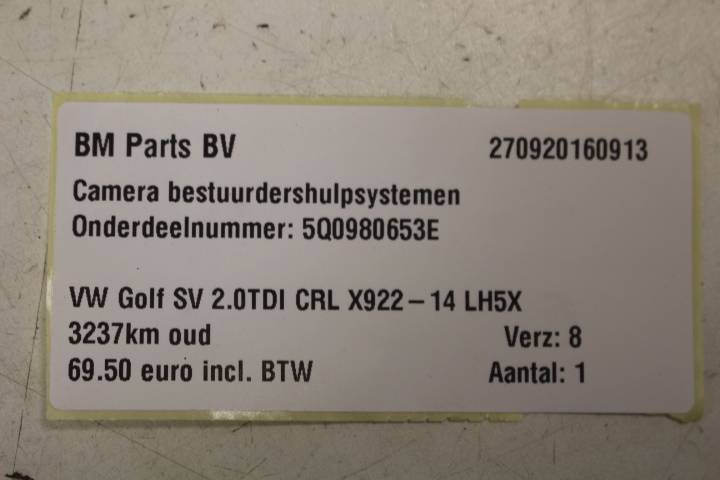 BM Parts BV 270920160913
Camera bestuurdershulpsystemen
Onderdeelnummer: 5Q0980653E
VW Golf SV 2.0TDI CRL X922-14 LH5X
3237km oud Verz: 8
69.50 euro incl. BTW Aantal: 1